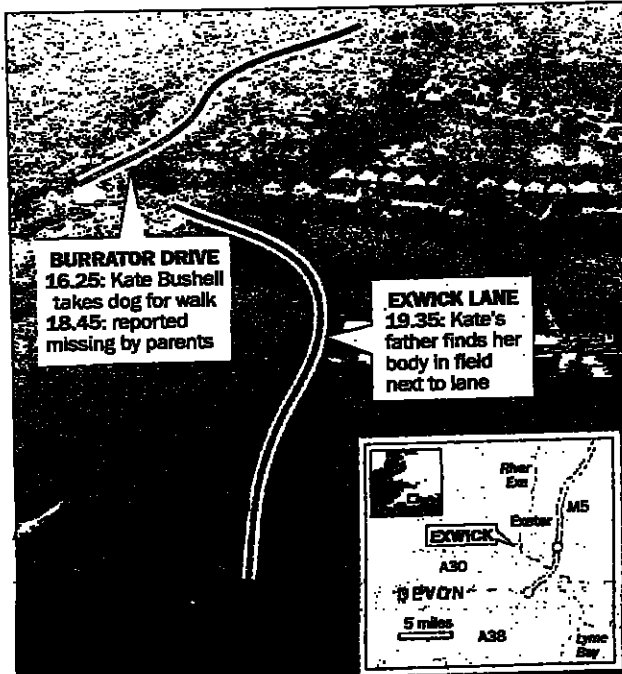 BURRATOR DRIVE
16.25: Kate Bushell
takes dog for walk
18.45: reported
missing by parents
EXWICK LANE
19.35: Kate's
father finds her
body in field
next to lane
River
Exe
M5
Exeter
EXWICK
A30
DEVON
5 miles
A38
Lyme
Bay